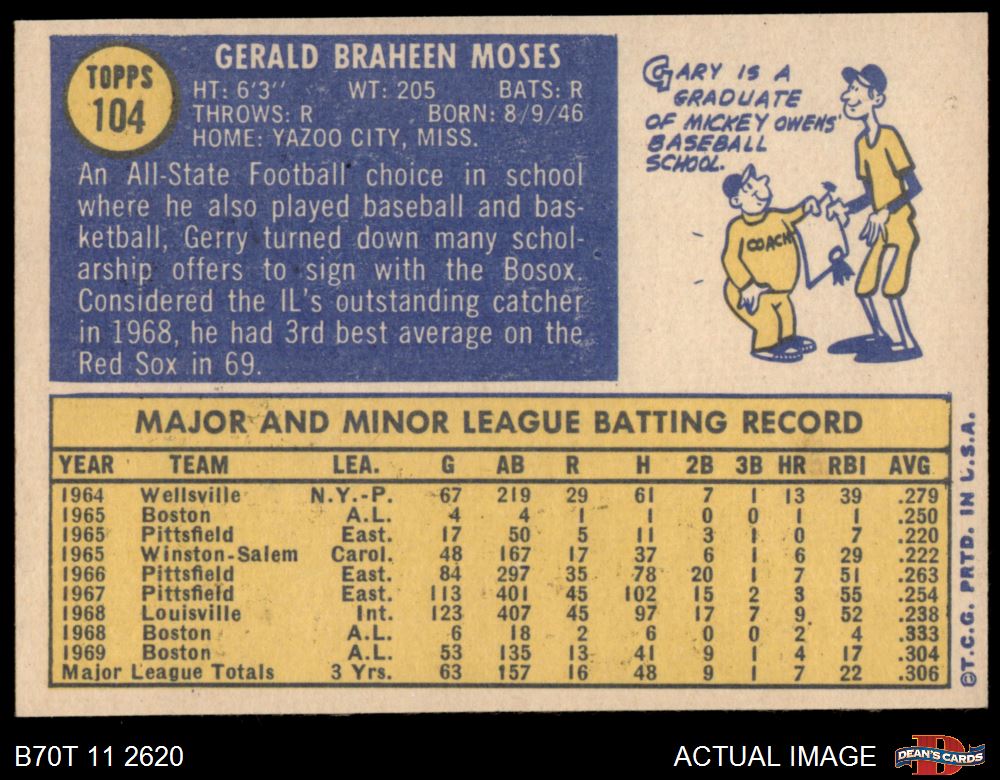 TOPPS
104
GERALD BRAHEEN MOSES
HT: 6'3" WT: 205 BATS: R
THROWS: R BORN: 8/9/46
HOME: YAZOO CITY, MISS.
An All-State Football choice in school
where he also played baseball and bas-
ketball, Gerry turned down many schol-
arship offers to sign with the Bosox.
Considered the IL's outstanding catcher
in 1968, he had 3rd best average on the
Red Sox in 69.
GARY IS A
GRADUATE
OF MICKEY OWENS'
BASEBALL
SCHOOL.
COACH
MAJOR AND MINOR LEAGUE BATTING RECORD
YEAR TEAM LEA. G AB R H 2B 3B HR RBI AVG.
1964 Wellsville N.Y.-P. 67 219 29 61 7 1 13 39 .279
1965 Boston A.L. 4 4 1 1 0 0 1 1 .250
1965 Pittsfield East. 17 50 5 11 3 1 0 7 .220
1965 Winston-Salem Carol. 48 167 17 37 6 1 6 29 .222
1966 Pittsfield East. 84 297 35 78 20 1 7 51 .263
1967 Pittsfield East. 113 401 45 102 15 2 3 55 .254
1968 Louisville Int. 123 407 45 97 17 7 9 52 .238
1968 Boston A.L. 6 18 2 6 0 0 2 4 .333
1969 Boston A.L. 53 135 13 41 9 1 4 17 .304
Major League Totals 3 Yrs. 63 157 16 48 9 1 7 22 .306
©T.C.G. PRTD. IN U.S.A.
B70T 11 2620
ACTUAL IMAGE
D
DEAN'S CARDS